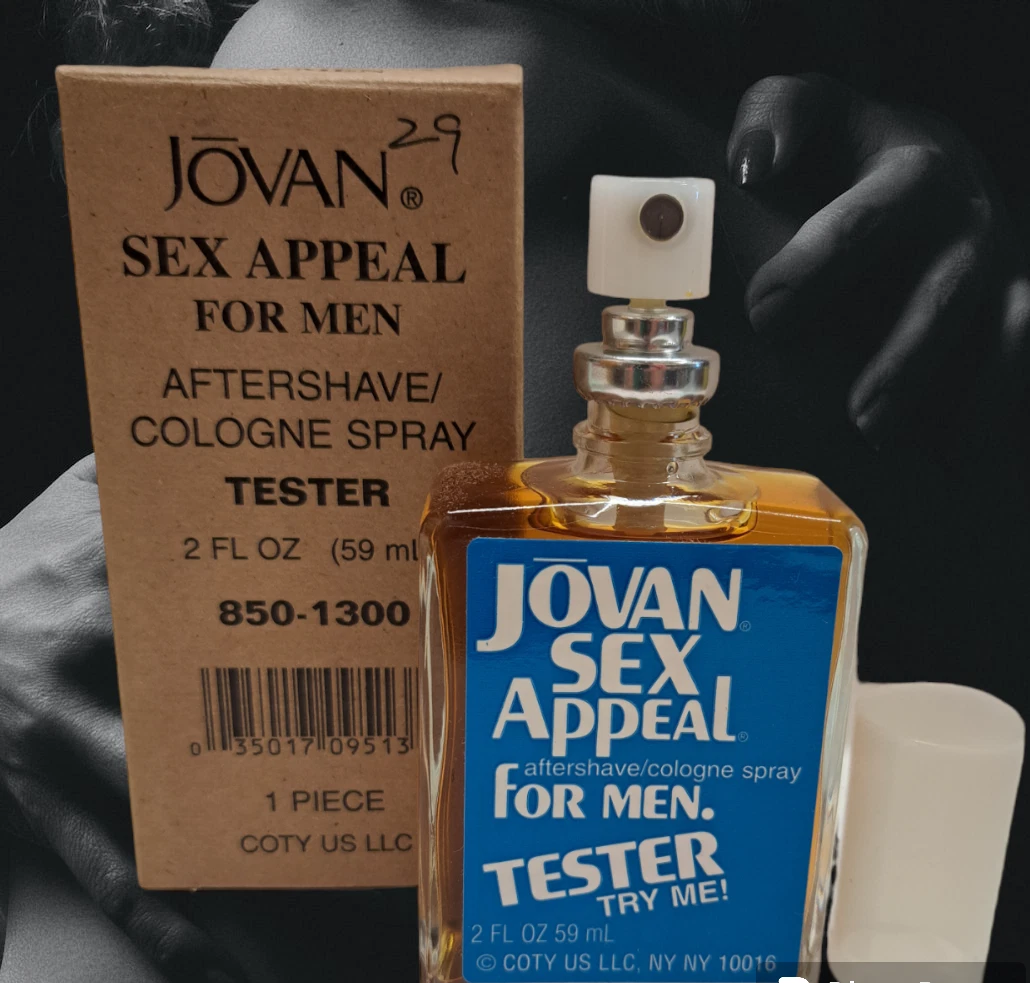 29
JŌVAN®
SEX APPEAL
FOR MEN
AFTERSHAVE/
COLOGNE SPRAY
TESTER
2 FL OZ (59 mL
850-1300
0 35017 09513
1 PIECE
COTY US LLC
JŌVAN®
SEX
APPEAL®
aftershave/cologne spray
for MEN.
TESTER
TRY ME!
2 FL OZ 59 mL
© COTY US LLC, NY NY 10016